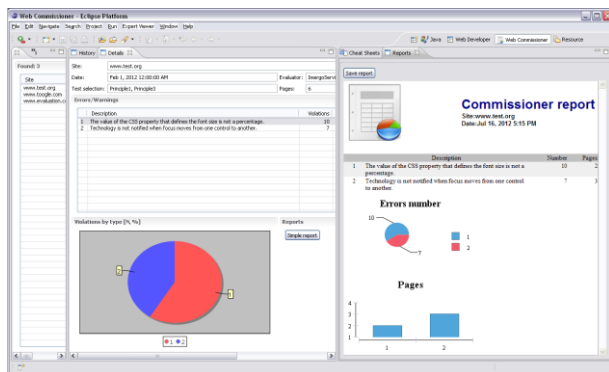 Web Commissioner - Eclipse Platform
File Edit Navigate Search Project Run Expert Viewer Window Help
Java Web Developer Web Commissioner Resource
History Details
Cheat Sheets Reports
Found: 3
Site
www.test.org
www.toogle.com
www.evaluation.co
Site: www.test.org
Date: Feb 1, 2012 12:00:00 AM Evaluator:
Test selection: Principle1, Principle3 Pages: 6
Errors/Warnings
Description Violations
1 The value of the CSS property that defines the font size is not a percentage. 10
2 Technology is not notified when focus moves from one control to another. 7
Violations by type [#, %]
2
1
1 2
Reports
Simple report
Save report
Commissioner report
Site:www.test.org
Date:Jul 16, 2012 5:15 PM
Description Number Pages
1 The value of the CSS property that defines the font size is not a 10 2
percentage.
2 Technology is not notified when focus moves from one control 7 3
to another.
Errors number
10
7
1
2
Pages
4
3
2
1
1 2